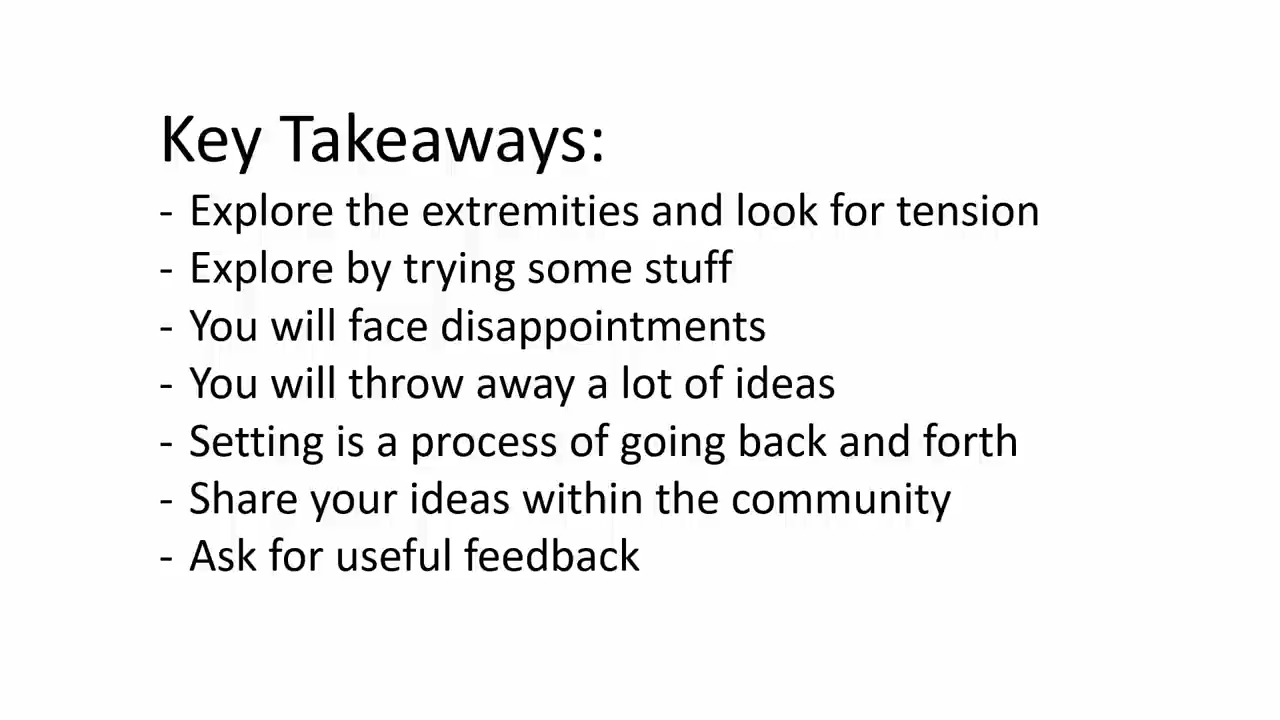 Key Takeaways:
- Explore the extremities and look for tension
- Explore by trying some stuff
- You will face disappointments
- You will throw away a lot of ideas
- Setting is a process of going back and forth
- Share your ideas within the community
- Ask for useful feedback